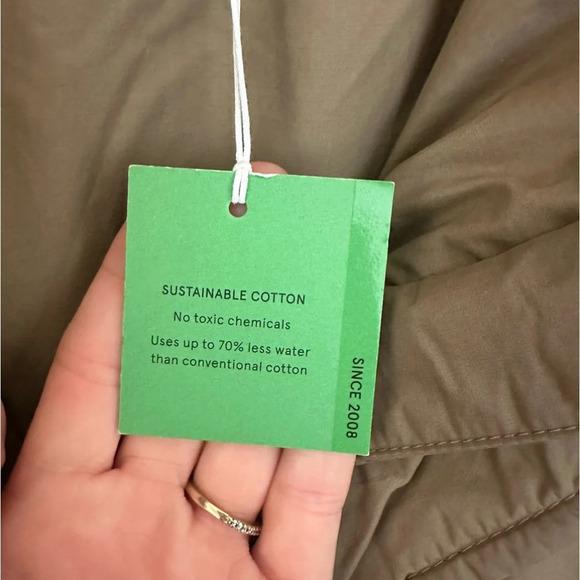 SUSTAINABLE COTTON
No toxic chemicals
Uses up to 70% less water
than conventional cotton
SINCE 2008